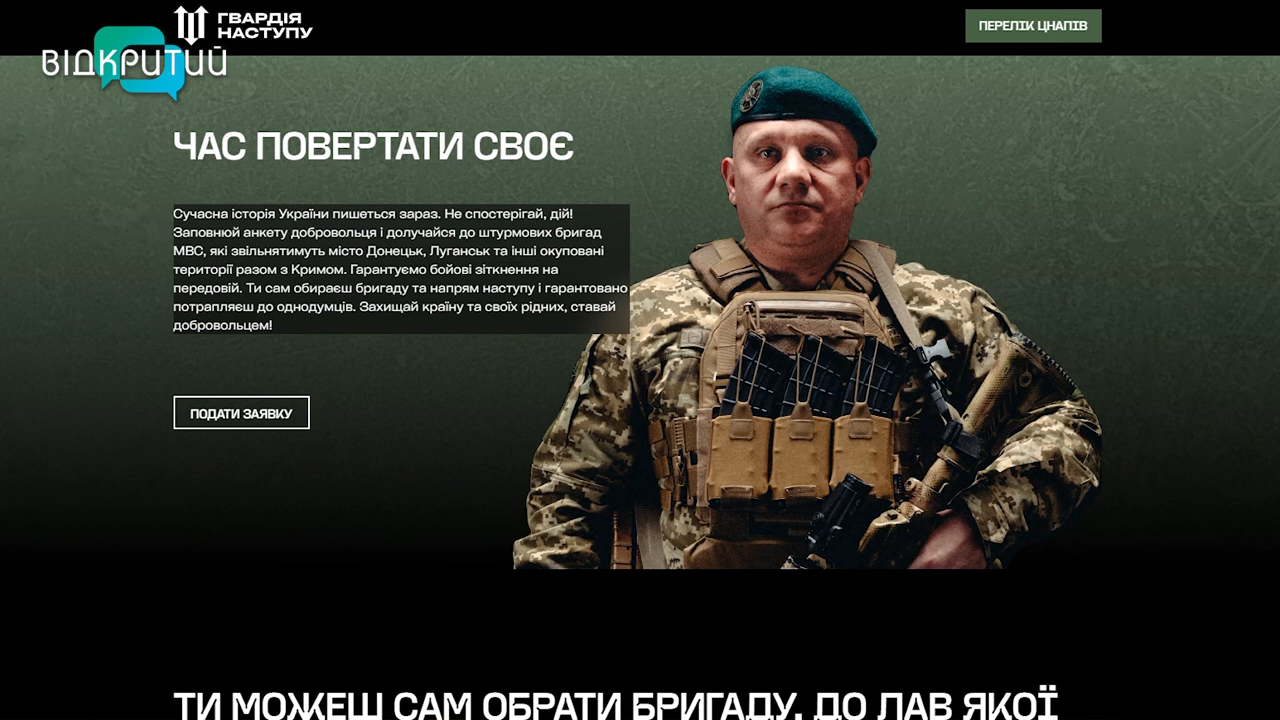 ГВАРДІЯ
НАСТУПУ
ПЕРЕЛІК ЦНАПІВ
ВІДКРИТИЙ
ЧАС ПОВЕРТАТИ СВОЄ
Сучасна історія України пишеться зараз. Не спостерігай, дій!
Заповнюй анкету добровольця і долучайся до штурмових бригад
МВС, які звільнятимуть місто Донецьк, Луганськ та інші окуповані
території разом з Кримом. Гарантуємо бойові зіткнення на
передовій. Ти сам обираєш бригаду та напрям наступу і гарантовано
потрапляєш до однодумців. Захищай країну та своїх рідних, ставай
добровольцем!
ПОДАТИ ЗАЯВКУ
ТИ МОЖЕШ САМ ОБРАТИ БРИГАДУ, ДО ЛАВ ЯКОЇ